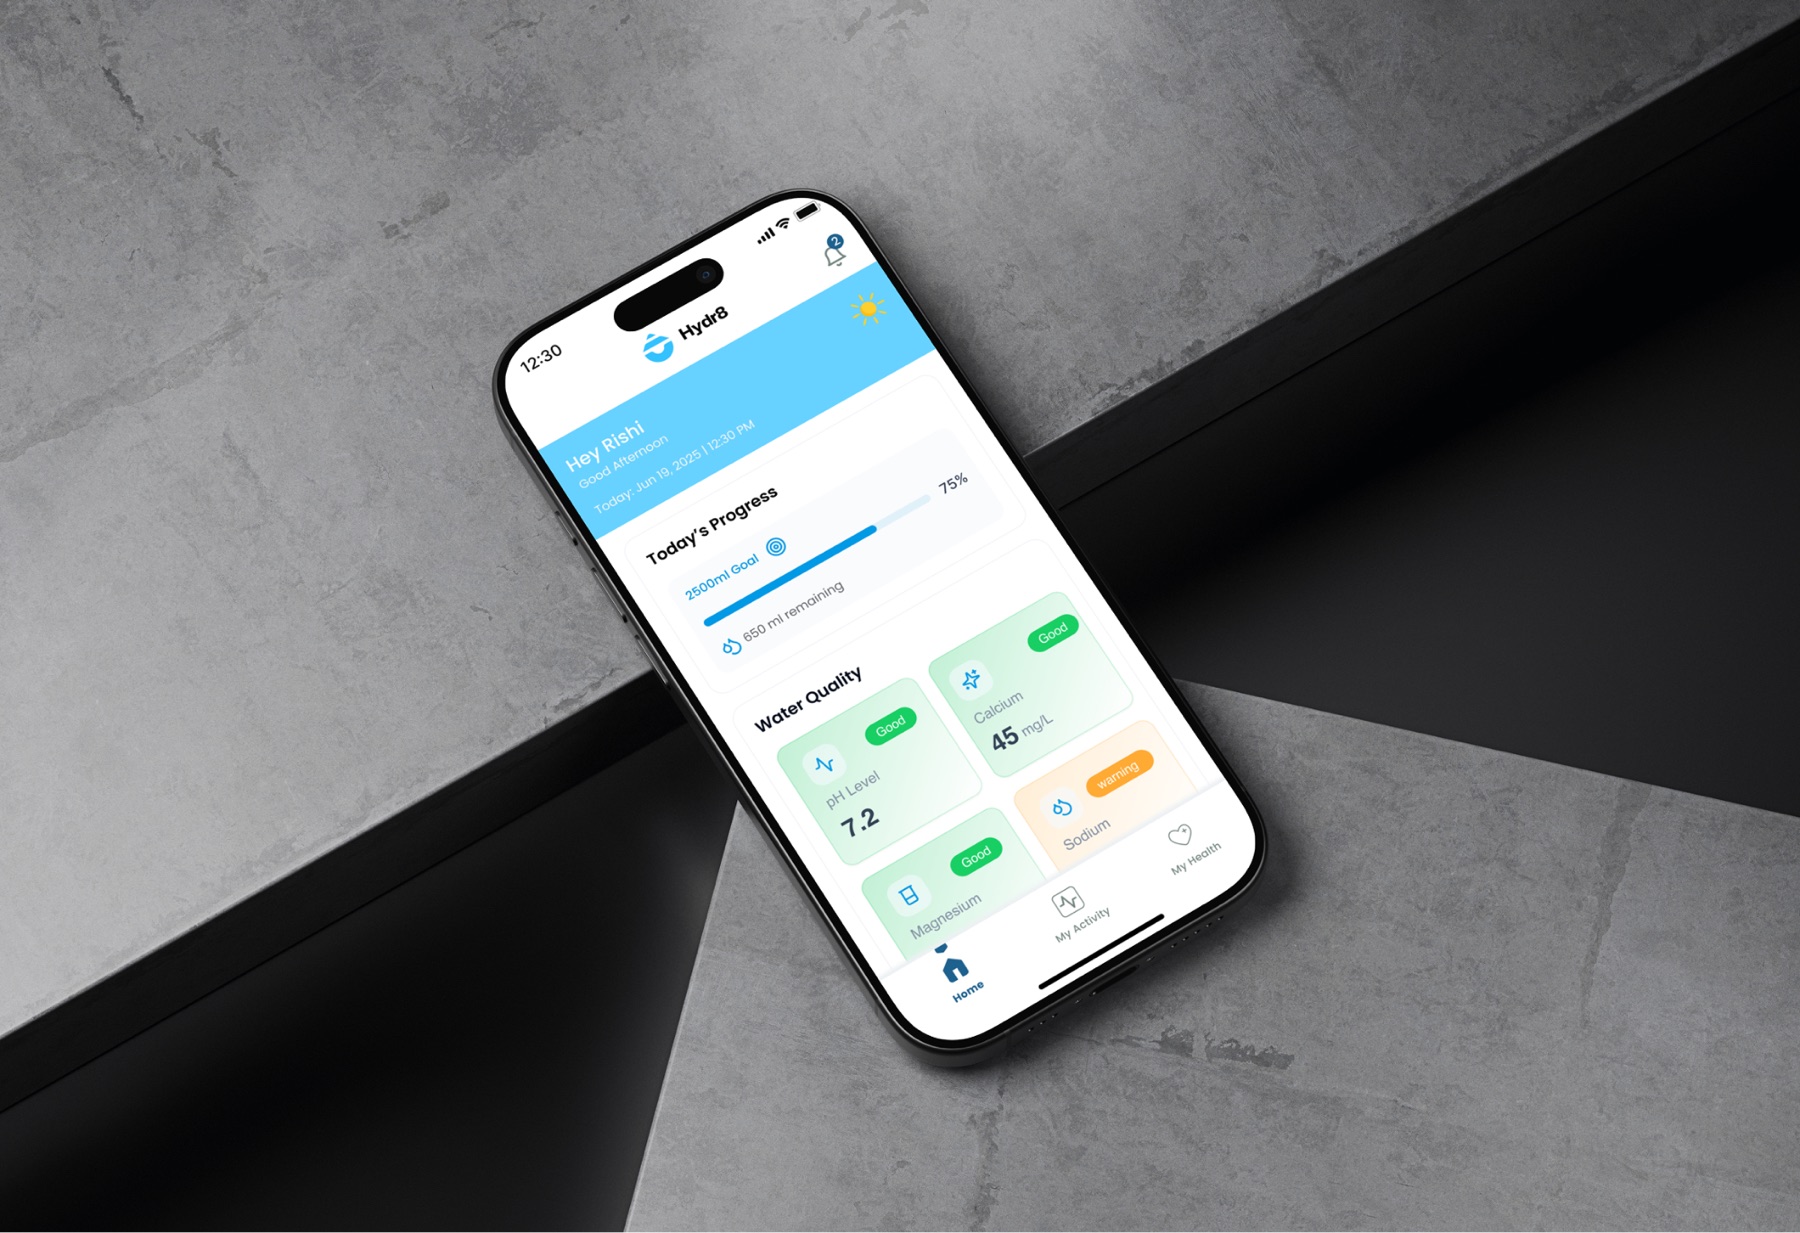 12:30
Hydr8
2
Hey Rishi
Good Afternoon
Today: Jun 19, 2025 | 12:30 PM
Today's Progress
2500ml Goal
75%
650 ml remaining
Water Quality
Good
pH Level
7.2
Good
Calcium
45 mg/L
Good
Magnesium
warning
Sodium
Home
My Activity
My Health